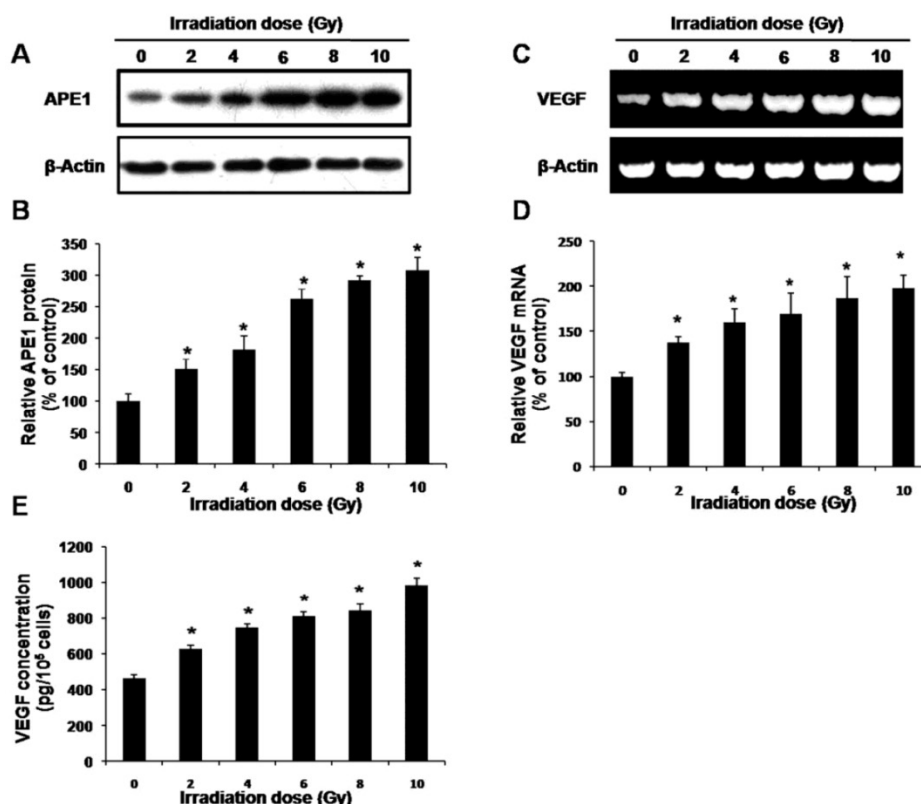 A
Irradiation dose (Gy)
0 2 4 6 8 10
APE1
β-Actin
C
Irradiation dose (Gy)
0 2 4 6 8 10
VEGF
β-Actin
B
Relative APE1 protein
(% of control)
350
300
250
200
150
100
50
0
* * * * *
0 2 4 6 8 10
Irradiation dose (Gy)
D
Relative VEGF mRNA
(% of control)
250
200
150
100
50
0
* * * * *
0 2 4 6 8 10
Iradiation dose (Gy)
E
VEGF concentration
(pg/10⁵ cells)
1200
1000
800
600
400
200
0
* * * * *
0 2 4 6 8 10
Irradiation dose (Gy)